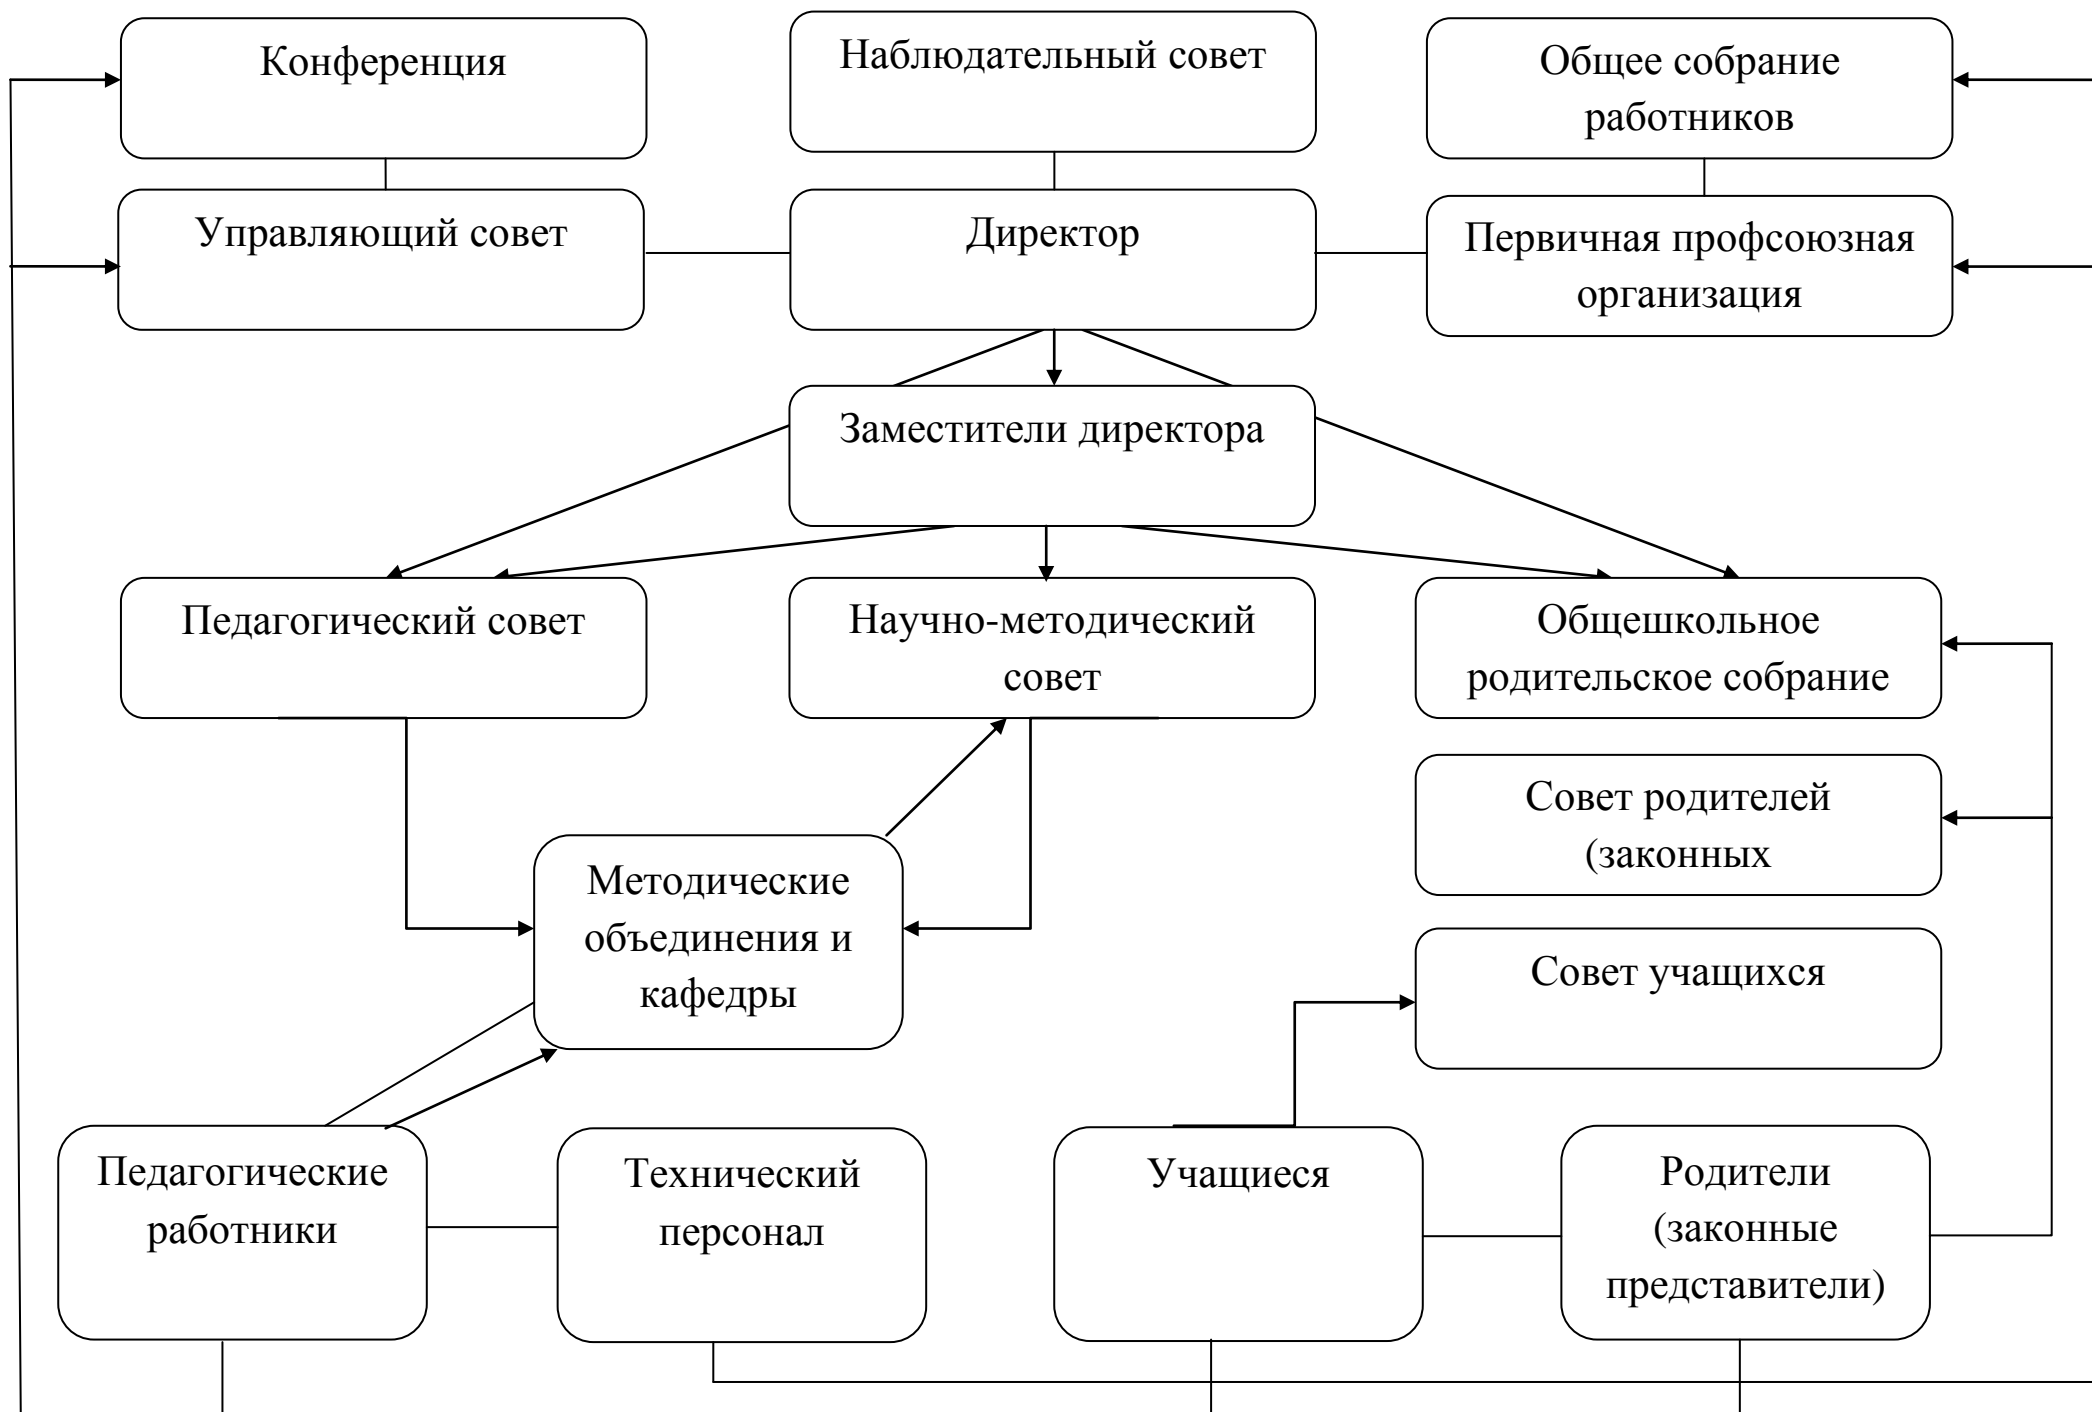 Конференция
Наблюдательный совет
Общее собрание
работников
Управляющий совет
Директор
Первичная профсоюзная
организация
Заместители директора
Педагогический совет
Научно-методический
совет
Общешкольное
родительское собрание
Совет родителей
(законных
Методические
объединения и
кафедры
Совет учащихся
Педагогические
работники
Технический
персонал
Учащиеся
Родители
(законные
представители)